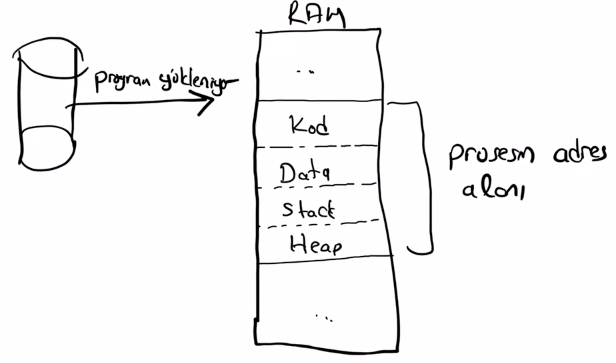 RAM
program yükleniyor
...
Kod
Data
Stack
Heap
...
prosesin adres
alanı